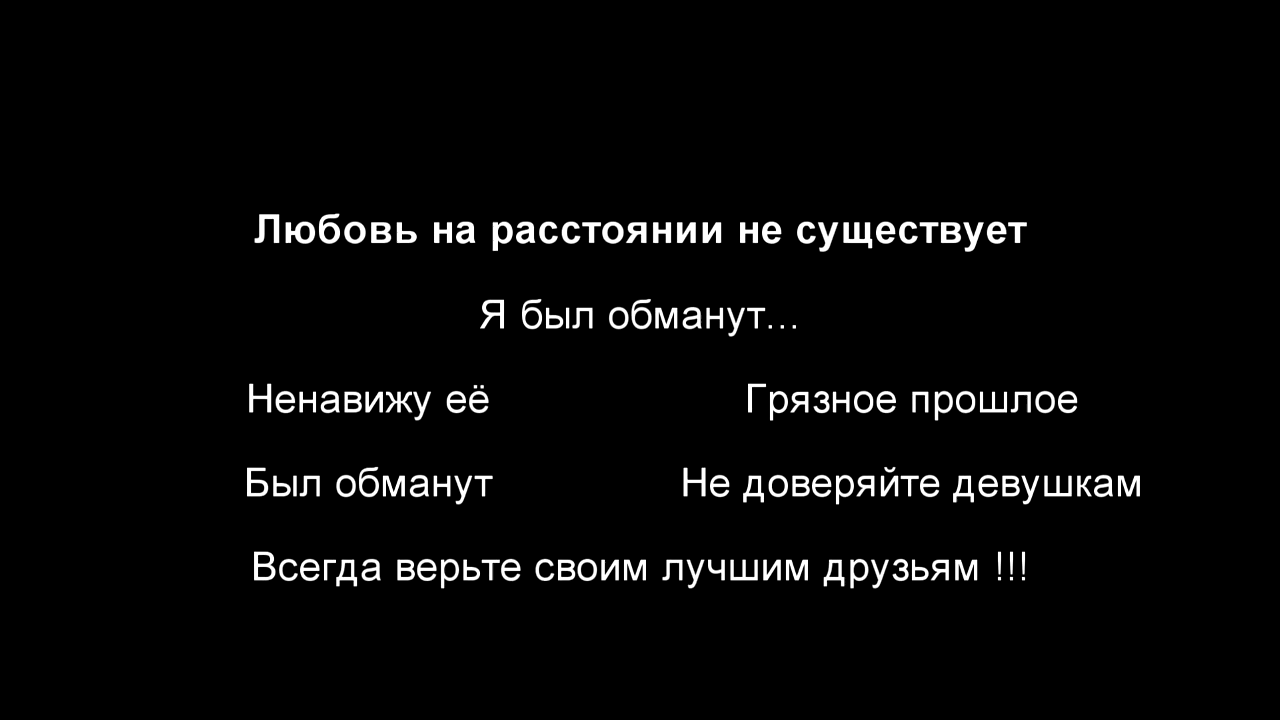 Любовь на расстоянии не существует
Я был обманут...
Ненавижу её Грязное прошлое
Был обманут Не доверяйте девушкам
Всегда верьте своим лучшим друзьям !!!